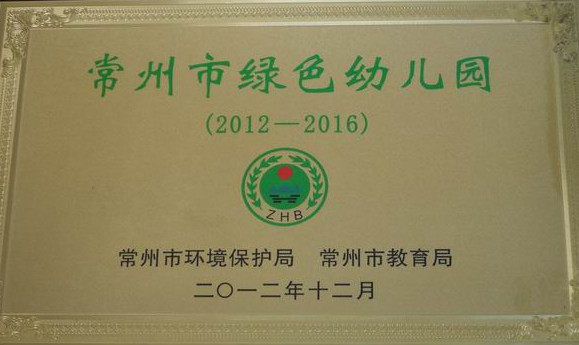 常州市绿色幼儿园
(2012—2016)
ZHB
常州市环境保护局 常州市教育局
二〇一二年十二月